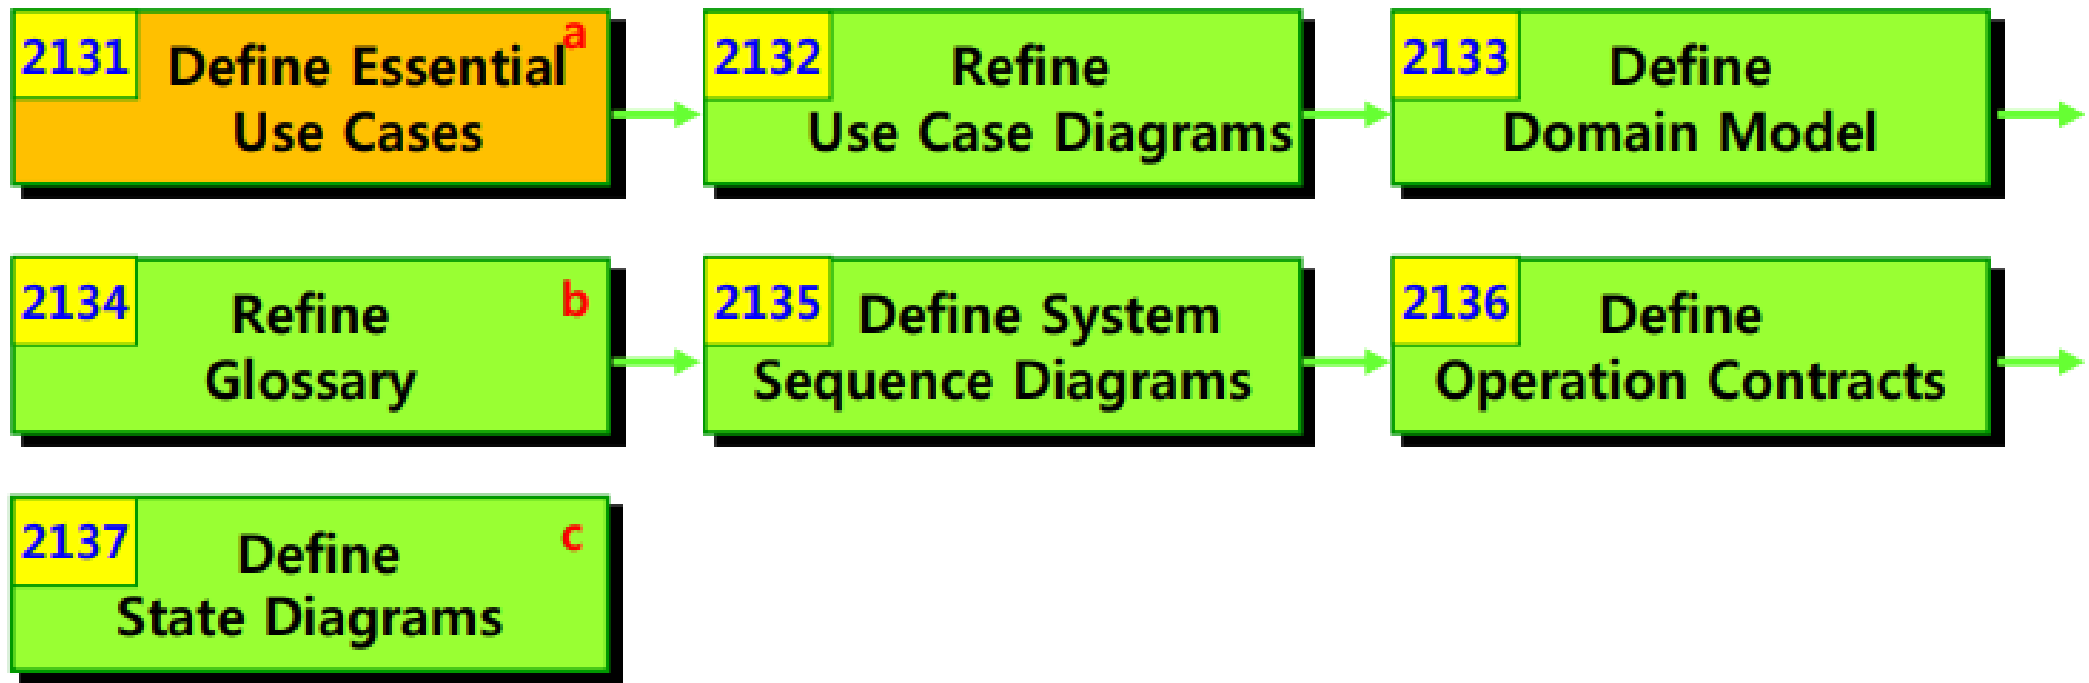 2131
a
Define Essential
Use Cases
2132
Refine
Use Case Diagrams
2133
Define
Domain Model
2134
b
Refine
Glossary
2135
Define System
Sequence Diagrams
2136
Define
Operation Contracts
2137
c
Define
State Diagrams